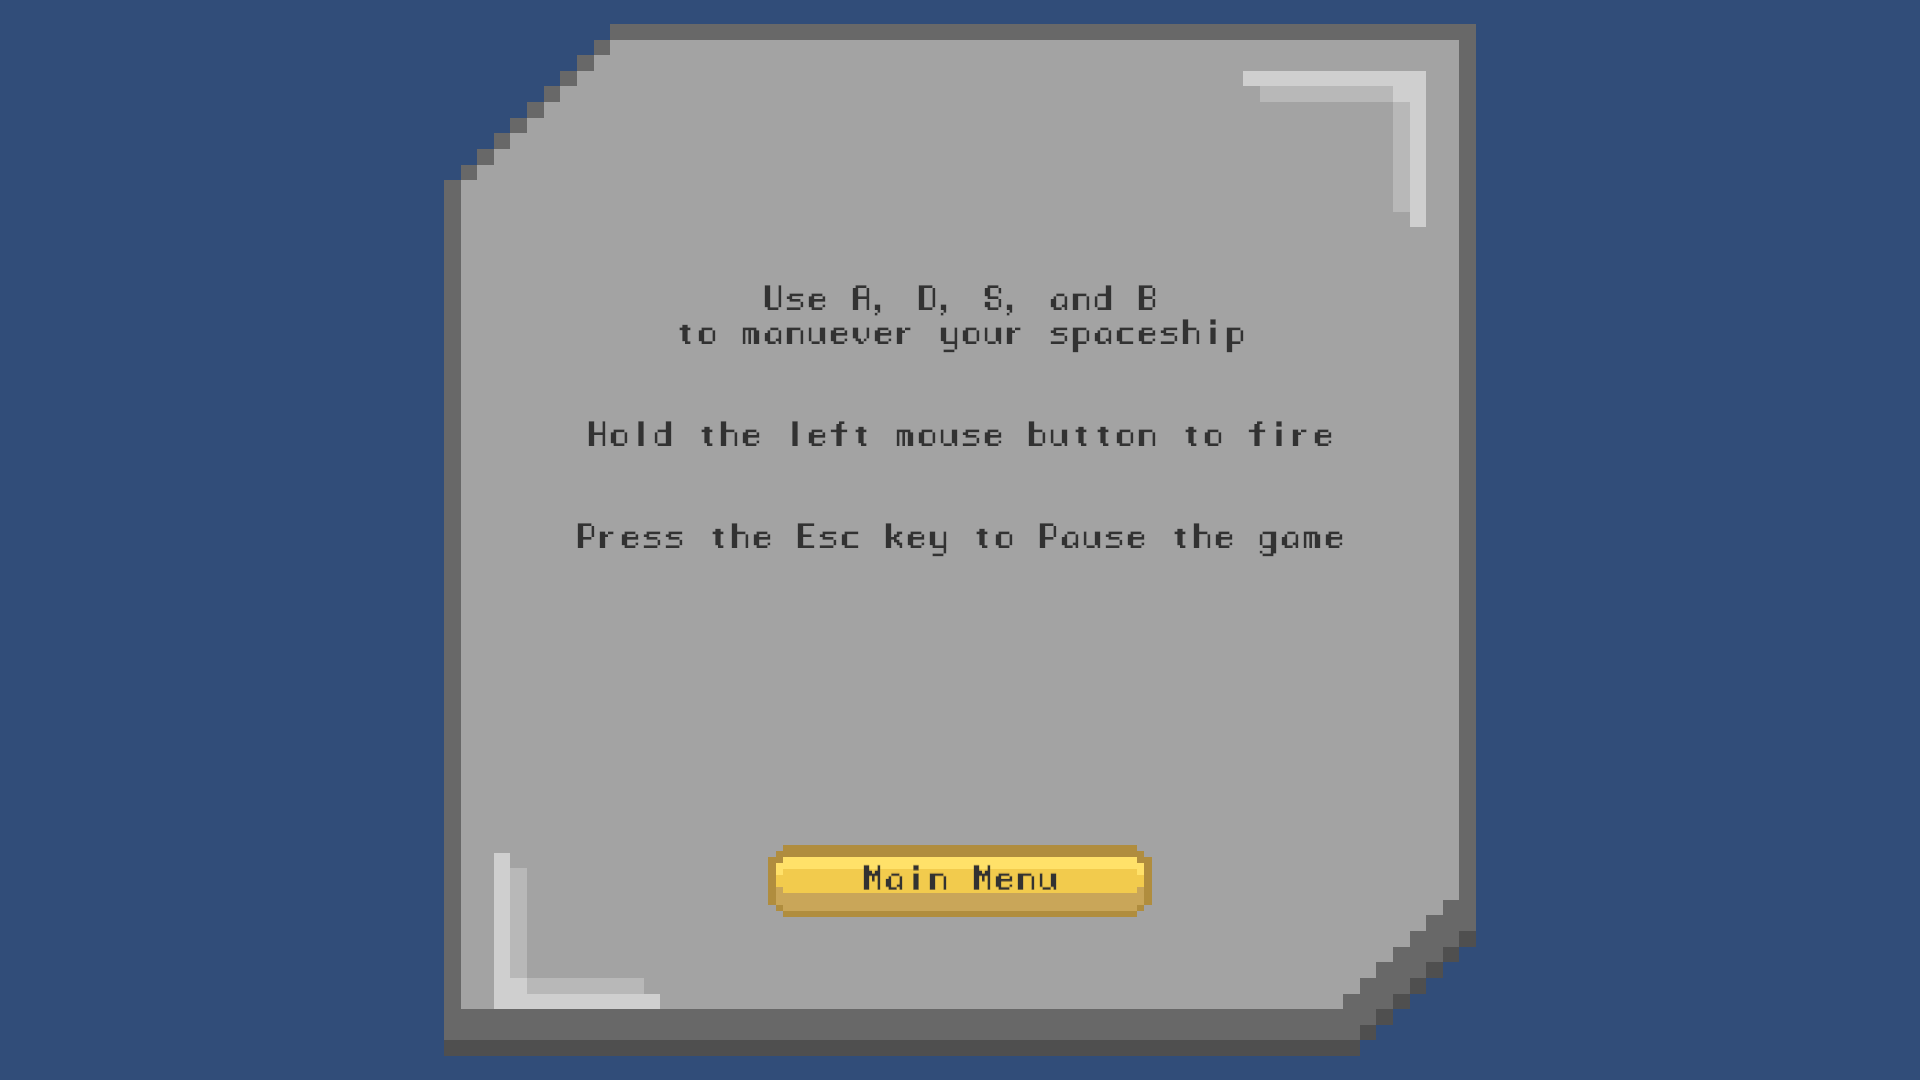 Use A, D, S, and B
to manuever your spaceship
Hold the left mouse button to fire
Press the Esc key to Pause the game
Main Menu